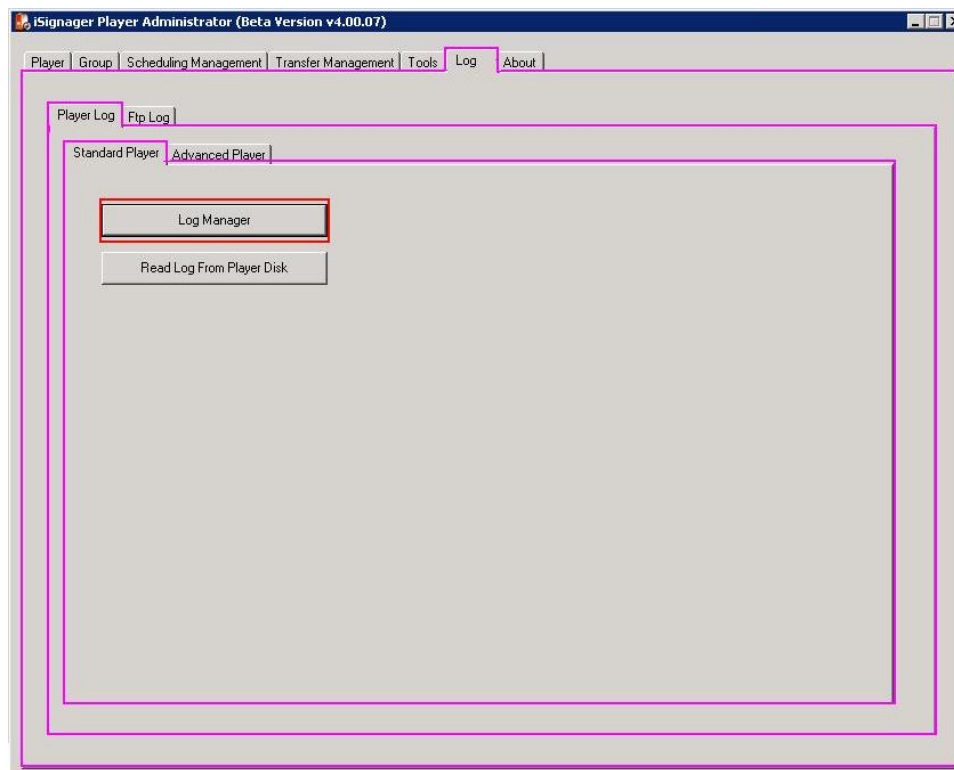 iSignager Player Administrator (Beta Version v4.00.07)
Player Group Scheduling Management Transfer Management Tools Log About
Player Log Ftp Log
Standard Player Advanced Player
Log Manager
Read Log From Player Disk